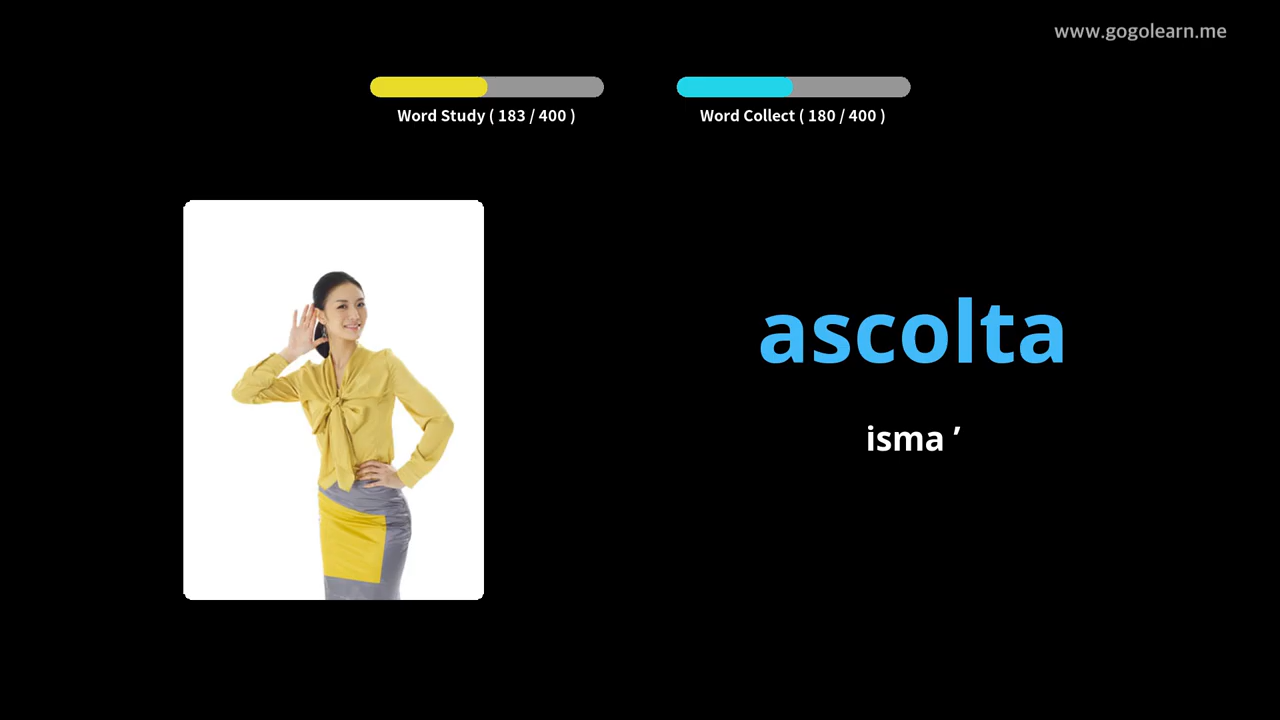 www.gogolearn.me
Word Study ( 183 / 400 )
Word Collect ( 180 / 400 )
ascolta
isma ’